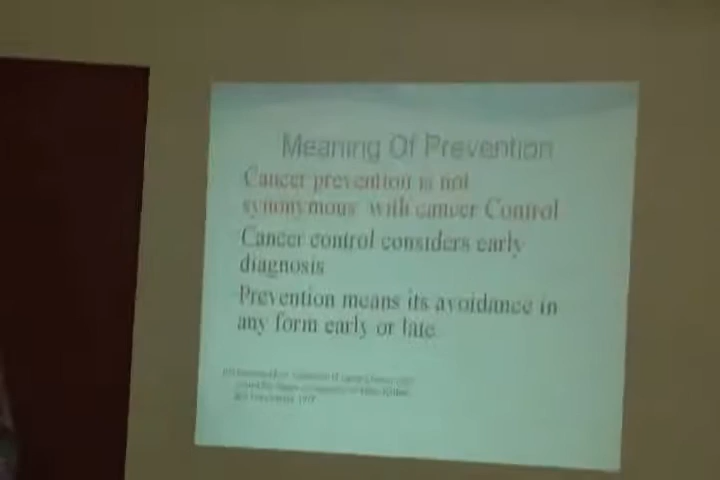 Meaning Of Prevention
Cancer prevention is not
synonymous with cancer Control
Cancer control considers early
diagnosis
Prevention means its avoidance in
any form early or late.